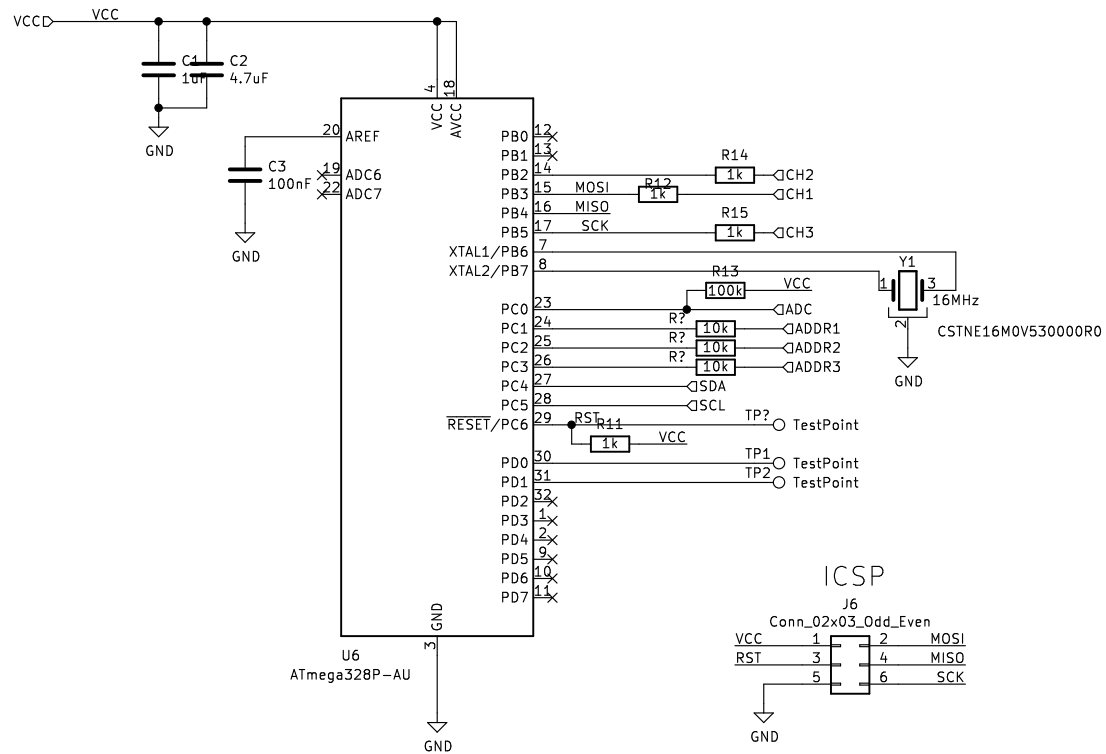 VCC VCC
C1
1uF
C2
4.7uF
4
VCC
18
AVCC
20 AREF
C3
100nF
GND
GND
19 ADC6
22 ADC7
PB0 12
PB1 13
PB2 14 R14 1k CH2
PB3 15 MOSI R12 1k CH1
PB4 16 MISO
PB5 17 SCK R15 1k CH3
XTAL1/PB6 7
XTAL2/PB7 8
R13 100k VCC
Y1
1 3
16MHz
2
CSTNE16M0V530000R0
GND
PC0 23 ADC
PC1 24 R? 10k ADDR1
PC2 25 R? 10k ADDR2
PC3 26 R? 10k ADDR3
PC4 27 SDA
PC5 28 SCL
RESET/PC6 29 RST TP? TestPoint
R11 1k VCC
PD0 30 TP1 TestPoint
PD1 31 TP2 TestPoint
PD2 32
PD3 1
PD4 2
PD5 9
PD6 10
PD7 11
GND
3
U6
ATmega328P-AU
GND
ICSP
J6
Conn_02x03_Odd_Even
VCC 1 2 MOSI
RST 3 4 MISO
5 6 SCK
GND